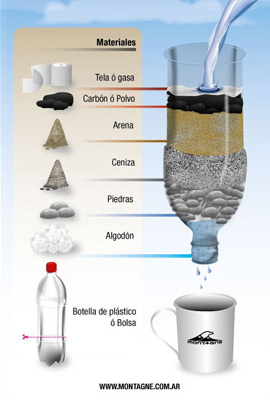 Materiales
Tela ó gasa
Carbón ó Polvo
Arena
Ceniza
Piedras
Algodón
Botella de plástico
ó Bolsa
montagne
WWW.MONTAGNE.COM.AR